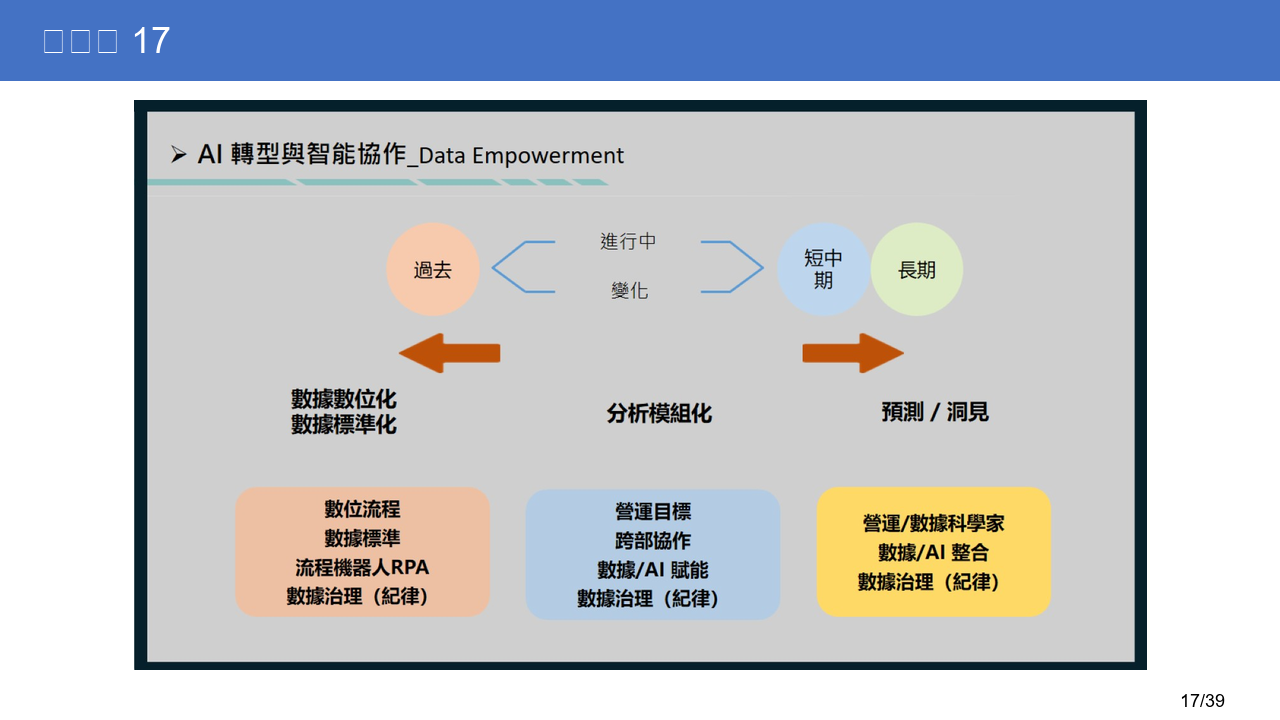 17
AI 轉型與智能協作_Data Empowerment
過去
進行中
變化
短中
期
長期
數據數位化
數據標準化
分析模組化
預測 / 洞見
數位流程
數據標準
流程機器人RPA
數據治理（紀律）
營運目標
跨部協作
數據/AI 賦能
數據治理（紀律）
營運/數據科學家
數據/AI 整合
數據治理（紀律）
17/39